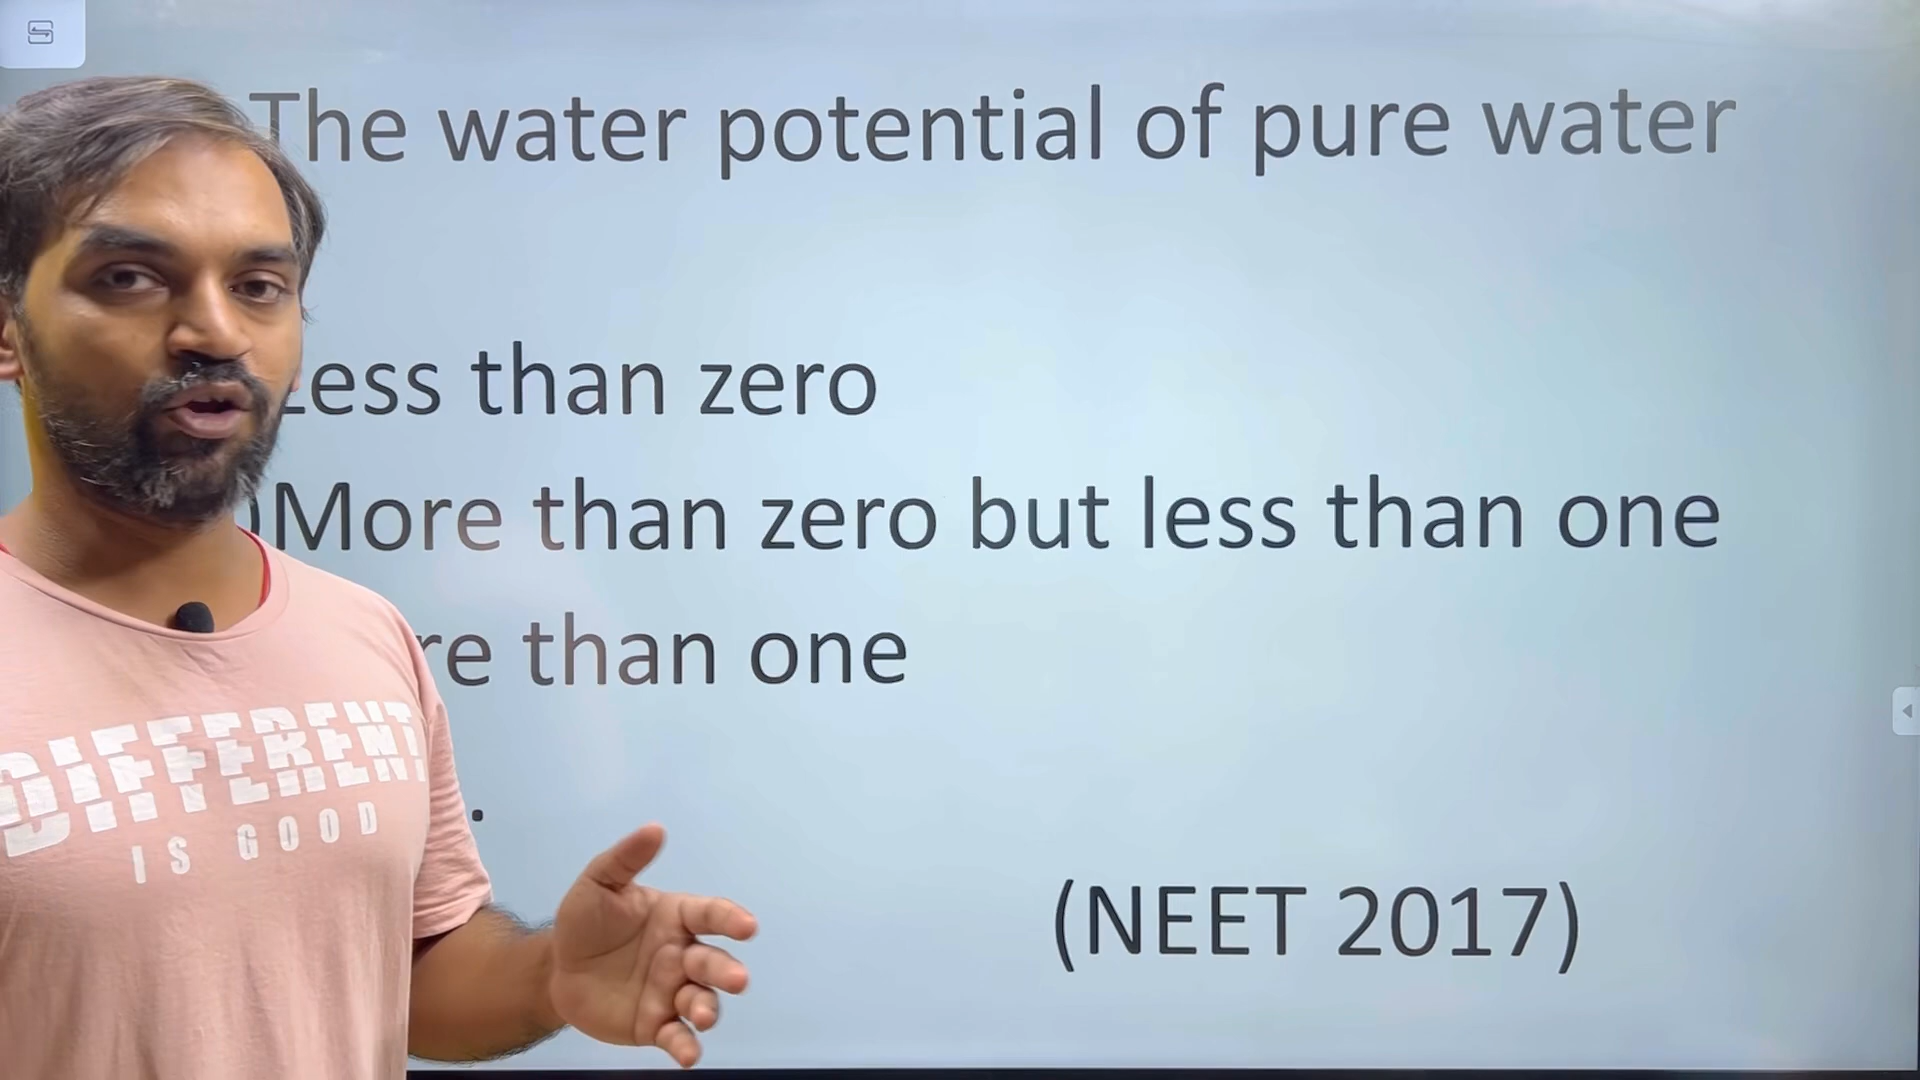 The water potential of pure water
Less than zero
)More than zero but less than one
re than one
.
(NEET 2017)
DIFFERENT
IS GOOD